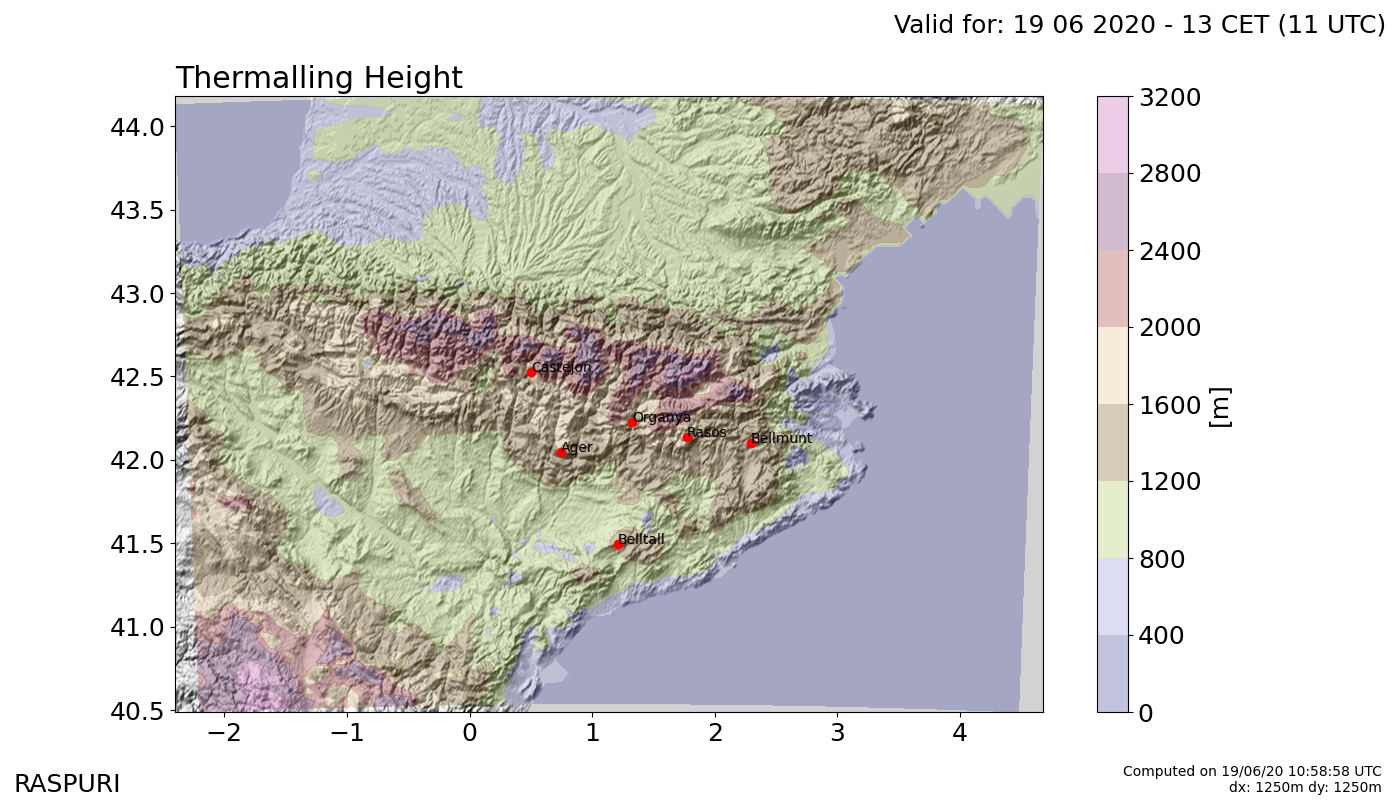 Valid for: 19 06 2020 - 13 CET (11 UTC)
Thermalling Height
44.0
43.5
43.0
42.5
42.0
41.5
41.0
40.5
−2
−1
0
1
2
3
4
Castejon
Organya
Rasos
Bellmunt
Ager
Belltall
3200
2800
2400
2000
1600
1200
800
400
0
[m]
RASPURI
Computed on 19/06/20 10:58:58 UTC
dx: 1250m dy: 1250m